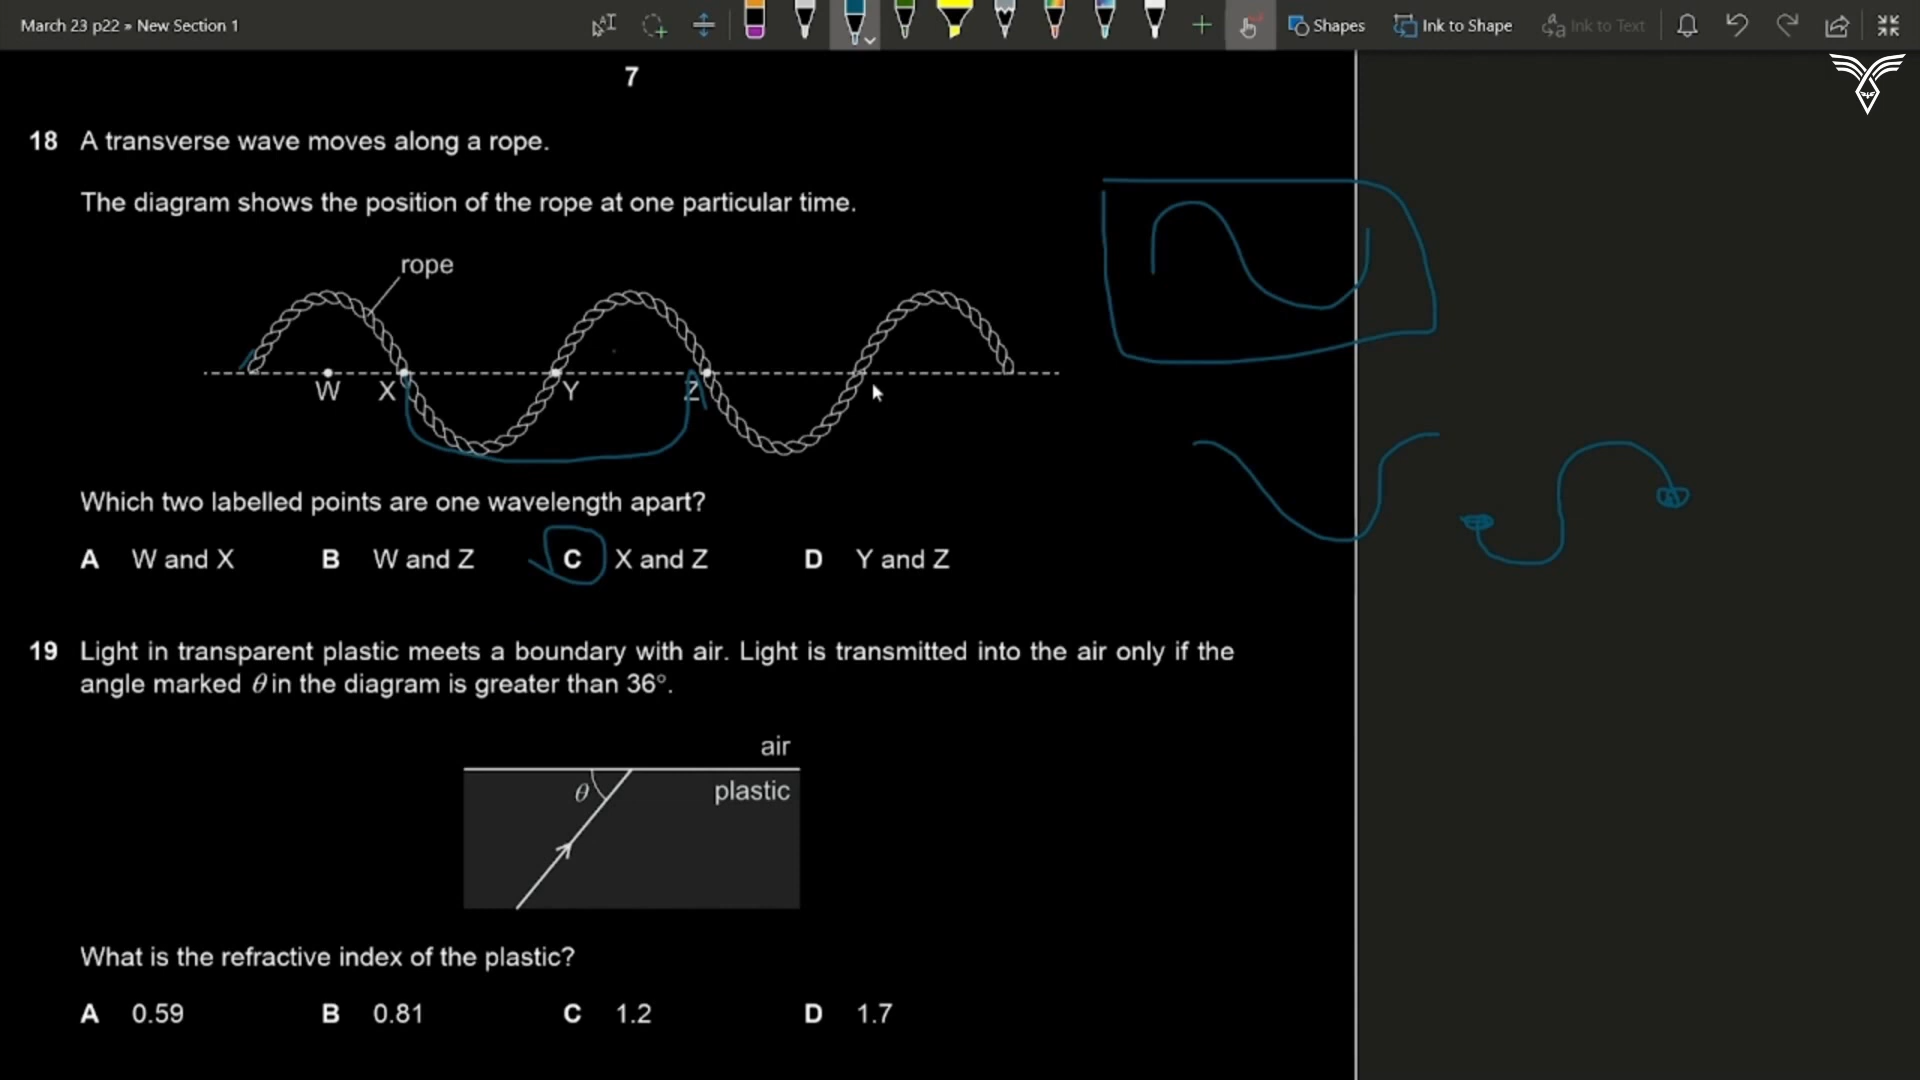 March 23 p22 » New Section 1
Shapes
Ink to Shape
Ink to Text
7
18 A transverse wave moves along a rope.
The diagram shows the position of the rope at one particular time.
rope
W X Y Z
Which two labelled points are one wavelength apart?
A W and X B W and Z C X and Z D Y and Z
19 Light in transparent plastic meets a boundary with air. Light is transmitted into the air only if the
angle marked θ in the diagram is greater than 36°.
air
θ plastic
What is the refractive index of the plastic?
A 0.59 B 0.81 C 1.2 D 1.7